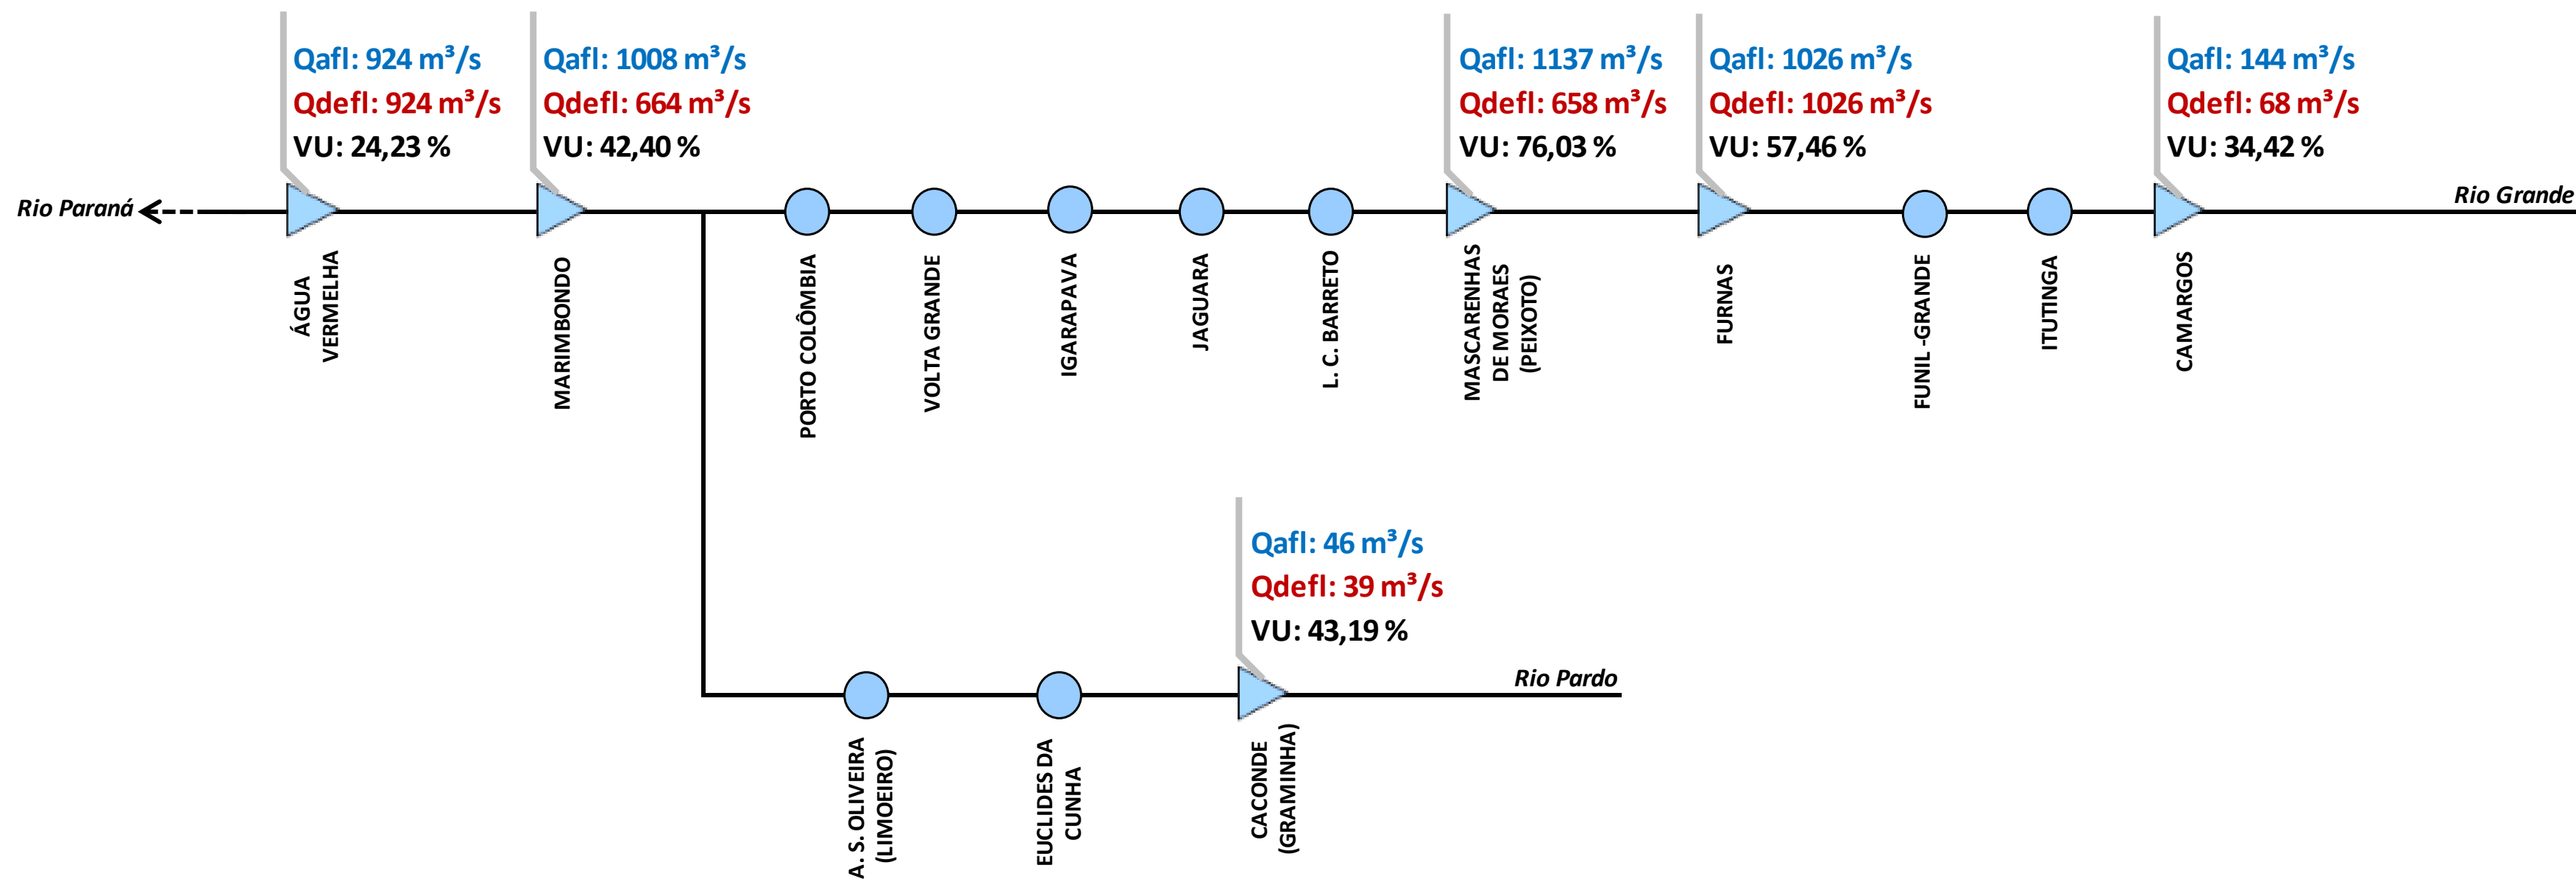 Qafl: 924 m³/s
Qdefl: 924 m³/s
VU: 24,23 %
Qafl: 1008 m³/s
Qdefl: 664 m³/s
VU: 42,40 %
Qafl: 1137 m³/s
Qdefl: 658 m³/s
VU: 76,03 %
Qafl: 1026 m³/s
Qdefl: 1026 m³/s
VU: 57,46 %
Qafl: 144 m³/s
Qdefl: 68 m³/s
VU: 34,42 %
Rio Paraná
Rio Grande
ÁGUA
VERMELHA
MARIMBONDO
PORTO COLÔMBIA
VOLTA GRANDE
IGARAPAVA
JAGUARA
L. C. BARRETO
MASCARENHAS
DE MORAES
(PEIXOTO)
FURNAS
FUNIL -GRANDE
ITUTINGA
CAMARGOS
Qafl: 46 m³/s
Qdefl: 39 m³/s
VU: 43,19 %
Rio Pardo
A. S. OLIVEIRA
(LIMOEIRO)
EUCLIDES DA
CUNHA
CACONDE
(GRAMINHA)